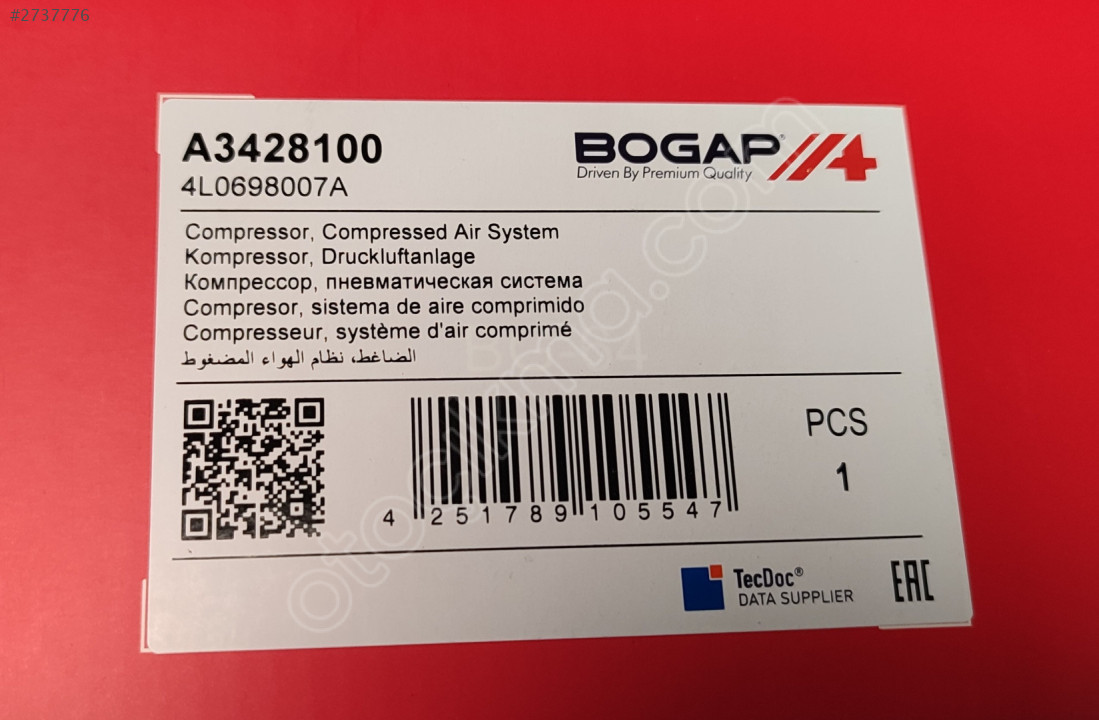 #2737776
A3428100
4L0698007A
BOGAP
Driven By Premium Quality
Compressor, Compressed Air System
Kompressor, Druckluftanlage
Компрессор, пневматическая система
Compresor, sistema de aire comprimido
Compresseur, système d'air comprimé
الضاغط، نظام الهواء المضغوط
4 251789 105547
PCS
1
TecDoc®
DATA SUPPLIER
EAC
otocikma.com